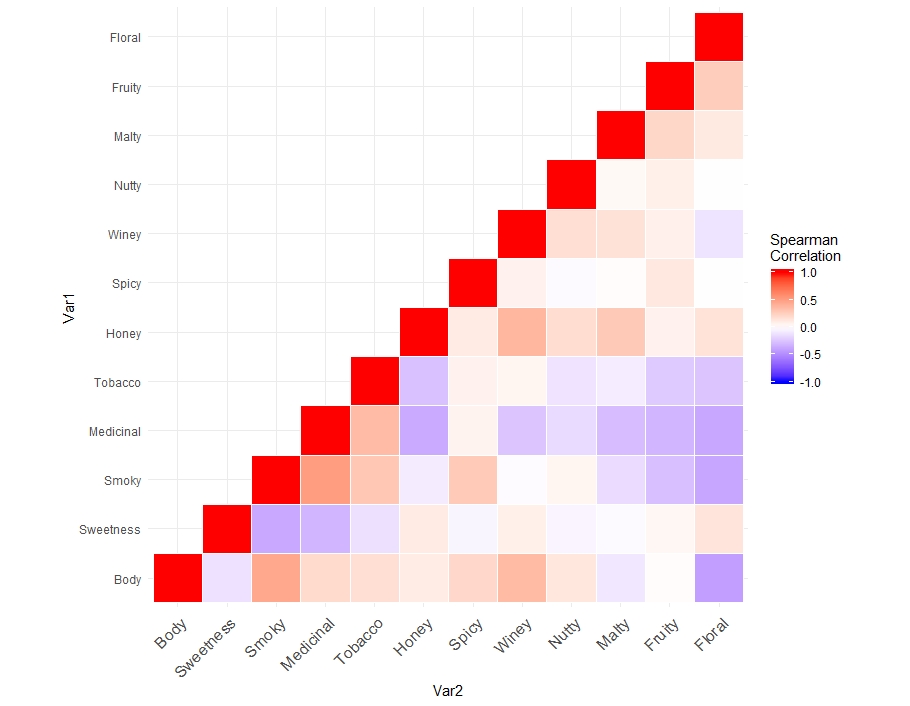 Floral
Fruity
Malty
Nutty
Winey
Spicy
Honey
Tobacco
Medicinal
Smoky
Sweetness
Body
Var1
Body
Sweetness
Smoky
Medicinal
Tobacco
Honey
Spicy
Winey
Nutty
Malty
Fruity
Floral
Var2
Spearman
Correlation
1.0
0.5
0.0
-0.5
-1.0